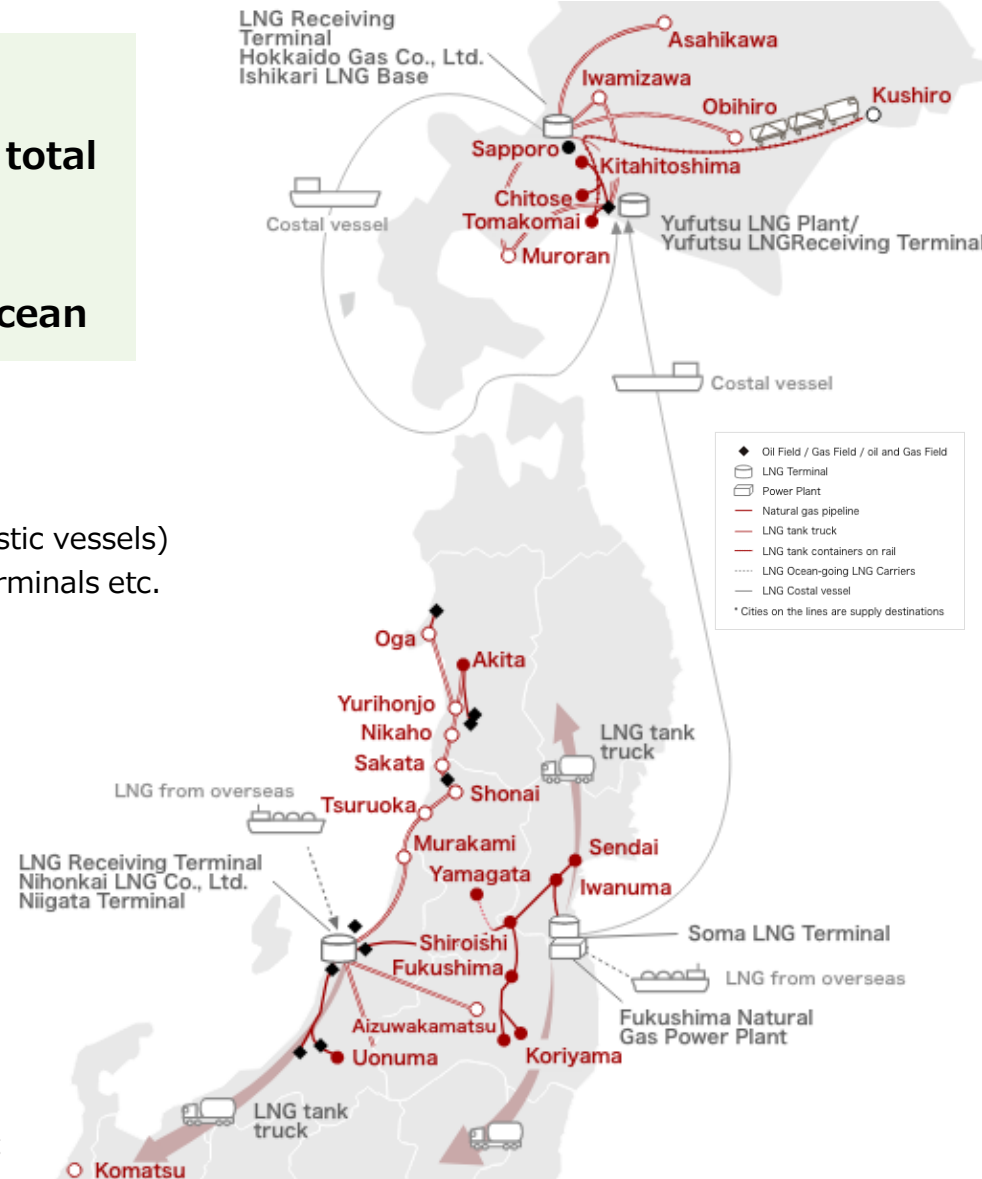 total
cean
stic vessels)
rminals etc.
LNG Receiving
Terminal
Hokkaido Gas Co., Ltd.
Ishikari LNG Base
Asahikawa
Iwamizawa
Obihiro
Kushiro
Sapporo
Kitahitoshima
Chitose
Tomakomai
Muroran
Costal vessel
Yufutsu LNG Plant/
Yufutsu LNGReceiving Terminal
Costal vessel
Oil Field / Gas Field / oil and Gas Field
LNG Terminal
Power Plant
Natural gas pipeline
LNG tank truck
LNG tank containers on rail
LNG Ocean-going LNG Carriers
LNG Costal vessel
* Cities on the lines are supply destinations
Oga
Akita
Yurihonjo
Nikaho
Sakata
Shonai
Tsuruoka
Murakami
LNG tank
truck
LNG from overseas
LNG Receiving Terminal
Nihonkai LNG Co., Ltd.
Niigata Terminal
Yamagata
Sendai
Iwanuma
Shiroishi
Fukushima
Soma LNG Terminal
LNG from overseas
Fukushima Natural
Gas Power Plant
Aizuwakamatsu
Koriyama
Uonuma
LNG tank
truck
Komatsu